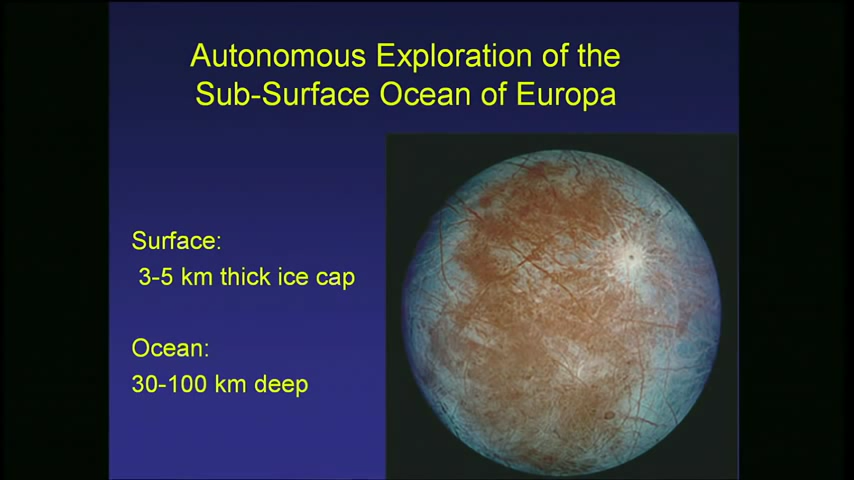 Autonomous Exploration of the
Sub-Surface Ocean of Europa
Surface:
3-5 km thick ice cap
Ocean:
30-100 km deep